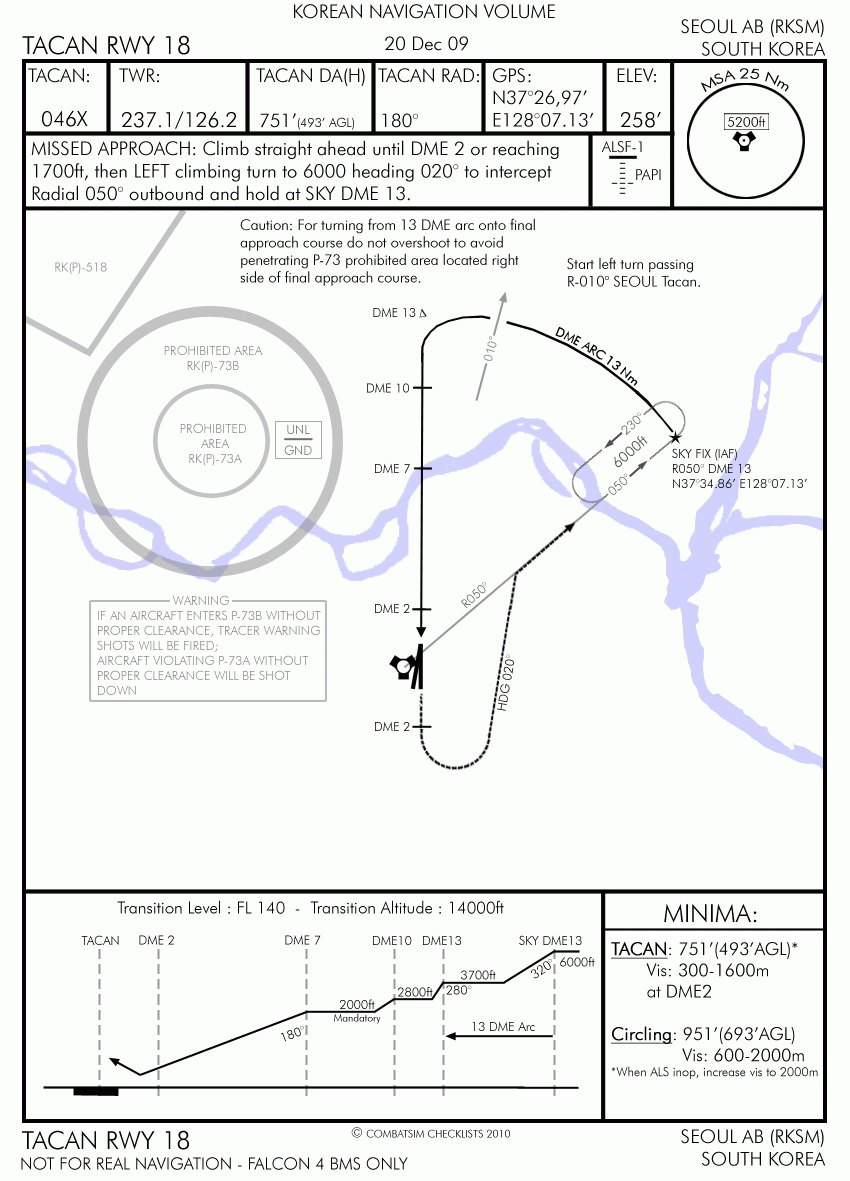 KOREAN NAVIGATION VOLUME
TACAN RWY 18
20 Dec 09
SEOUL AB (RKSM)
SOUTH KOREA
TACAN:
046X
TWR:
237.1/126.2
TACAN DA(H)
751'(493' AGL)
TACAN RAD:
180°
GPS:
N37°26,97'
E128°07.13'
ELEV:
258'
MSA 25 Nm
5200ft
MISSED APPROACH: Climb straight ahead until DME 2 or reaching
1700ft, then LEFT climbing turn to 6000 heading 020° to intercept
Radial 050° outbound and hold at SKY DME 13.
ALSF-1
PAPI
Caution: For turning from 13 DME arc onto final
approach course do not overshoot to avoid
penetrating P-73 prohibited area located right
side of final approach course.
Start left turn passing
R-010° SEOUL Tacan.
RK(P)-518
PROHIBITED AREA
RK(P)-73B
PROHIBITED
AREA
RK(P)-73A
UNL
GND
DME 13
010°
DME ARC 13 Nm
DME 10
DME 7
230°
6000ft
050°
SKY FIX (IAF)
R050° DME 13
N37°34.86' E128°07.13'
DME 2
R050°
HDG 020°
DME 2
WARNING
IF AN AIRCRAFT ENTERS P-73B WITHOUT
PROPER CLEARANCE, TRACER WARNING
SHOTS WILL BE FIRED;
AIRCRAFT VIOLATING P-73A WITHOUT
PROPER CLEARANCE WILL BE SHOT
DOWN
Transition Level : FL 140 - Transition Altitude : 14000ft
TACAN DME 2 DME 7 DME10 DME13 SKY DME13
6000ft
320°
3700ft
280°
2800ft
2000ft
Mandatory
180°
13 DME Arc
MINIMA:
TACAN: 751'(493'AGL)*
Vis: 300-1600m
at DME2
Circling: 951'(693'AGL)
Vis: 600-2000m
*When ALS inop, increase vis to 2000m
TACAN RWY 18
NOT FOR REAL NAVIGATION - FALCON 4 BMS ONLY
© COMBATSIM CHECKLISTS 2010
SEOUL AB (RKSM)
SOUTH KOREA